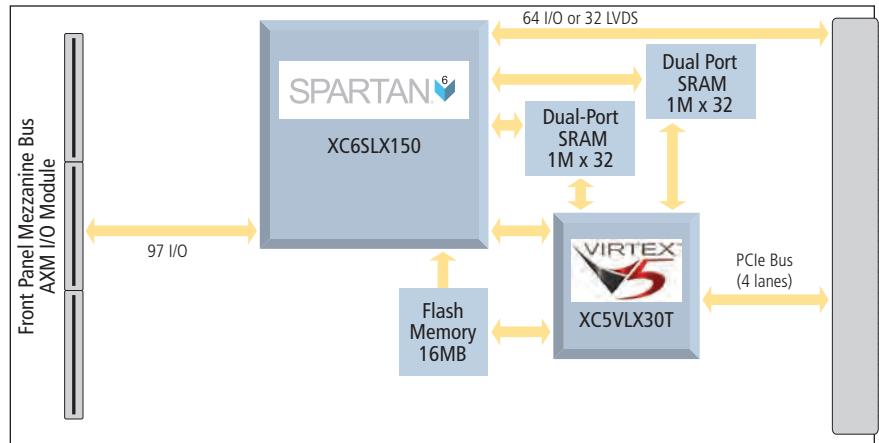 64 I/O or 32 LVDS
Dual Port
SRAM
1M x 32
SPARTAN 6
XC6SLX150
Dual-Port
SRAM
1M x 32
Front Panel Mezzanine Bus
AXM I/O Module
97 I/O
VIRTEX
5
XC5VLX30T
PCIe Bus
(4 lanes)
Flash
Memory
16MB